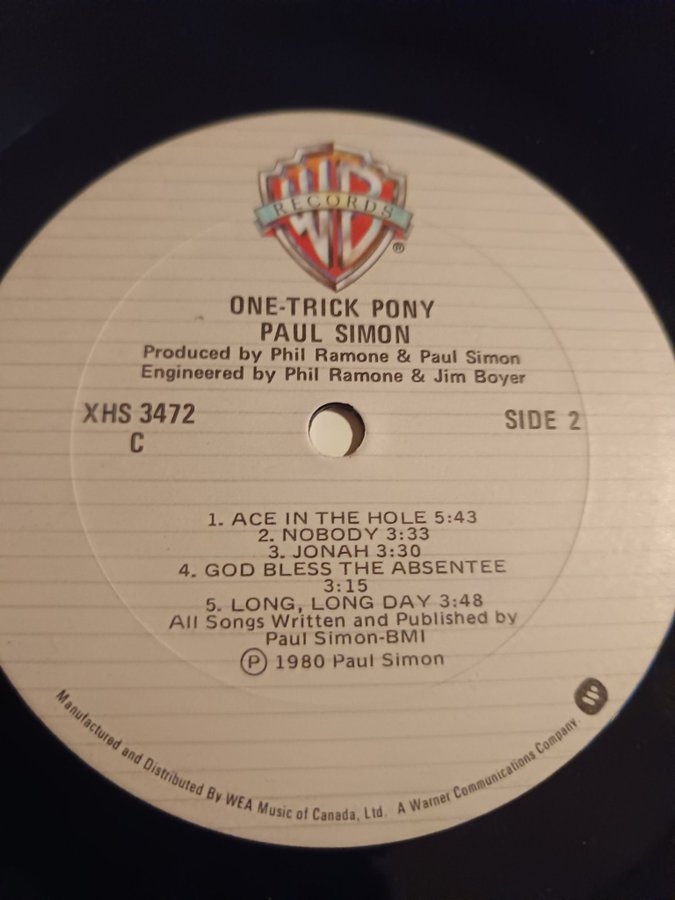 WB
RECORDS
®
ONE-TRICK PONY
PAUL SIMON
Produced by Phil Ramone & Paul Simon
Engineered by Phil Ramone & Jim Boyer
XHS 3472
C
SIDE 2
1. ACE IN THE HOLE 5:43
2. NOBODY 3:33
3. JONAH 3:30
4. GOD BLESS THE ABSENTEE
3:15
5. LONG, LONG DAY 3:48
All Songs Written and Published by
Paul Simon-BMI
Ⓟ 1980 Paul Simon
Manufactured and Distributed By WEA Music of Canada, Ltd. A Warner Communications Company.